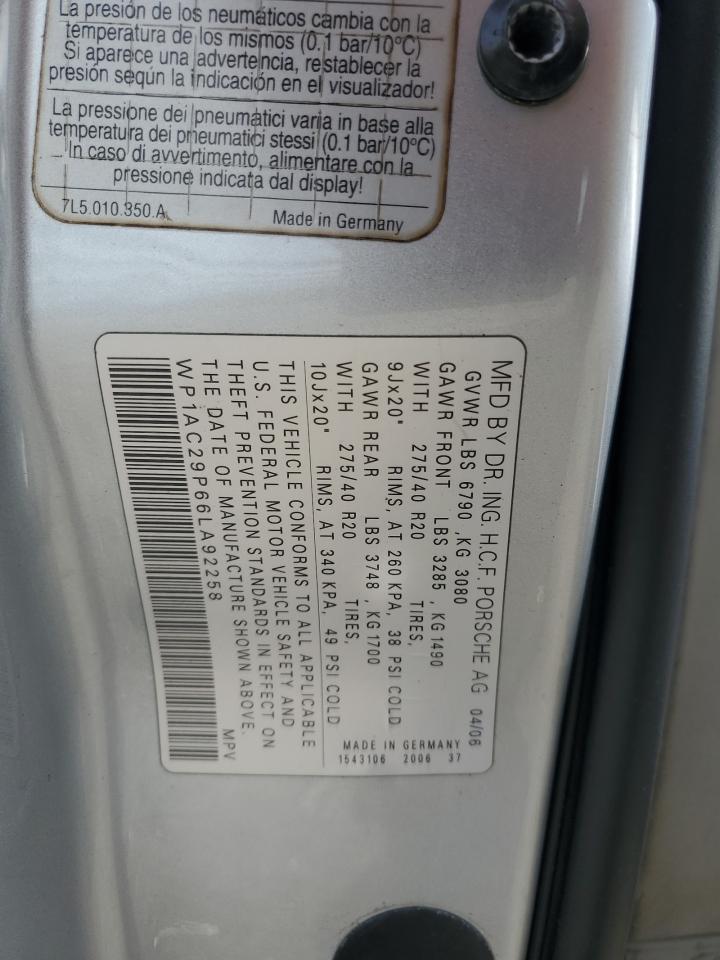 La presión de los neumáticos cambia con la
temperatura de los mismos (0.1 bar/10°C)
Si aparece una advertencia, restablecer la
presión según la indicación en el visualizador!
La pressione dei pneumatici varia in base alla
temperatura dei pneumatici stessi (0.1 bar/10°C)
In caso di avvertimento, alimentare con la
pressione indicata dal display!
7L5.010.350.A
Made in Germany
MFD BY DR. ING. H.C.F. PORSCHE AG 04/06
GVWR LBS 6790 ,KG 3080
GAWR FRONT LBS 3285 , KG 1490
WITH 275/40 R20 TIRES,
9Jx20" RIMS, AT 260 KPA, 38 PSI COLD
GAWR REAR LBS 3748 , KG 1700
WITH 275/40 R20 TIRES,
10Jx20" RIMS, AT 340 KPA, 49 PSI COLD
THIS VEHICLE CONFORMS TO ALL APPLICABLE
U.S. FEDERAL MOTOR VEHICLE SAFETY AND
THEFT PREVENTION STANDARDS IN EFFECT ON
THE DATE OF MANUFACTURE SHOWN ABOVE.
WP1AC29P66LA92258 MPV
MADE IN GERMANY
1543106 2006 37